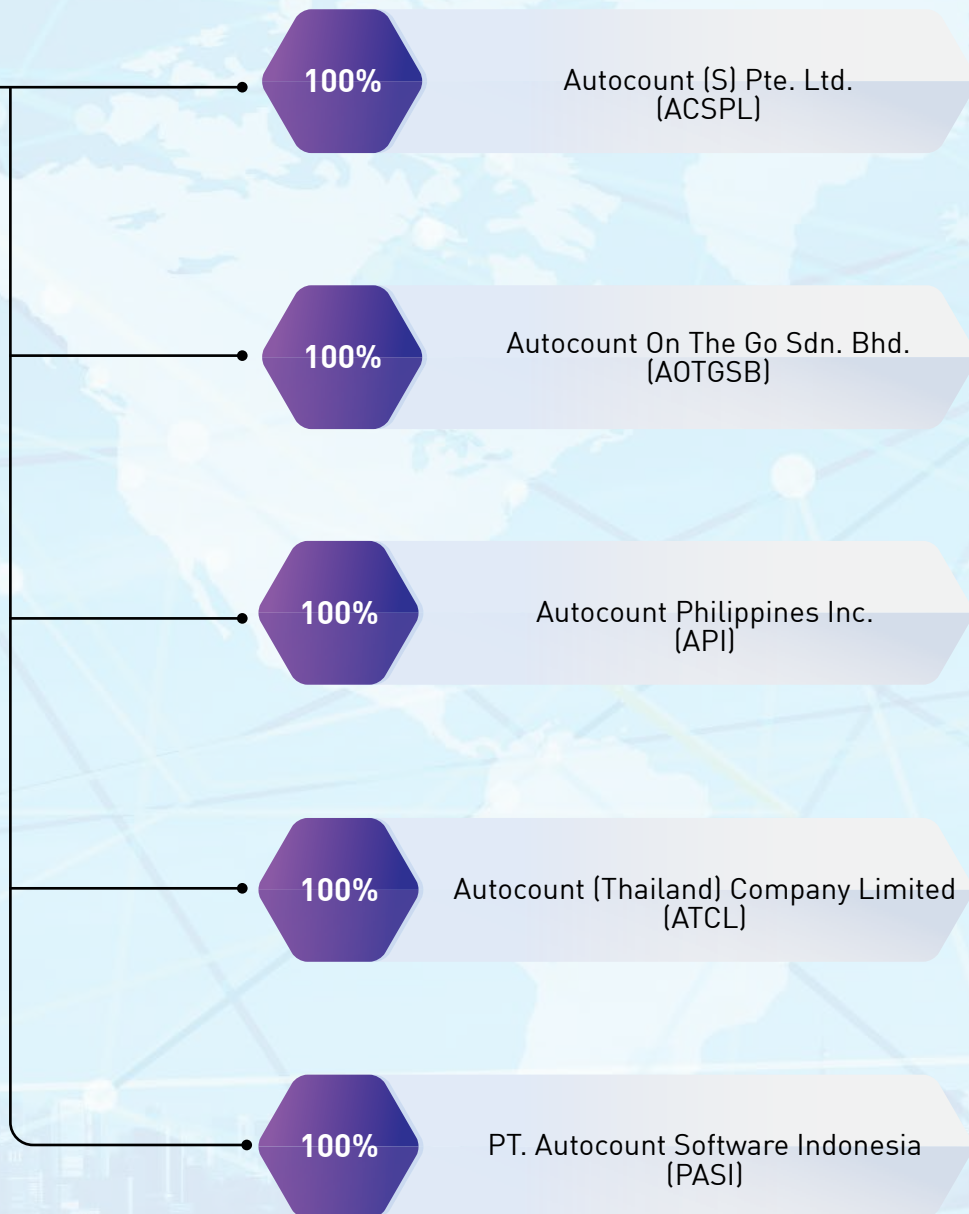 100%
Autocount (S) Pte. Ltd.
(ACSPL)
100%
Autocount On The Go Sdn. Bhd.
(AOTGSB)
100%
Autocount Philippines Inc.
(API)
100%
Autocount (Thailand) Company Limited
(ATCL)
100%
PT. Autocount Software Indonesia
(PASI)